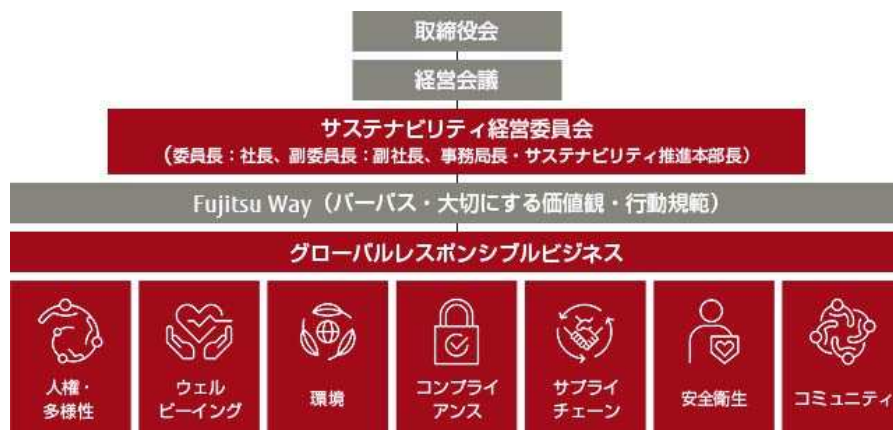 取締役会
経営会議
サステナビリティ経営委員会
(委員長:社長、副委員長:副社長、事務局長・サステナビリティ推進本部長)
Fujitsu Way(パーパス・大切にする価値観・行動規範)
グローバルレスポンシブルビジネス
人権・
多様性
ウェル
ビーイング
環境
コンプライ
アンス
サプライ
チェーン
安全衛生
コミュニティ